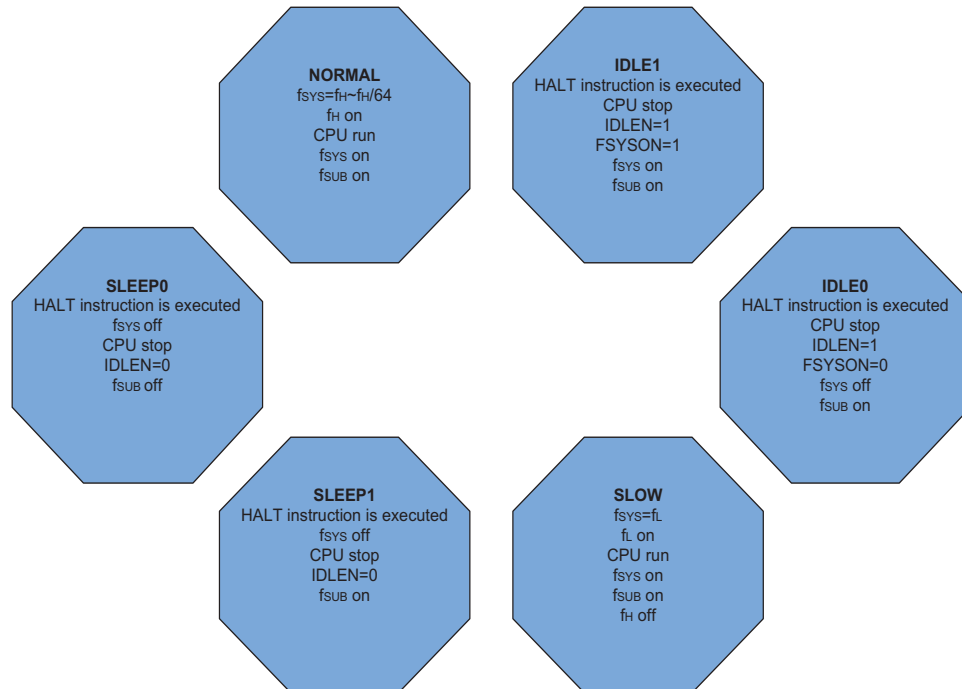 NORMAL
fSYS=fH~fH/64
fH on
CPU run
fSYS on
fSUB on
IDLE1
HALT instruction is executed
CPU stop
IDLEN=1
FSYSON=1
fSYS on
fSUB on
SLEEP0
HALT instruction is executed
fSYS off
CPU stop
IDLEN=0
fSUB off
IDLE0
HALT instruction is executed
CPU stop
IDLEN=1
FSYSON=0
fSYS off
fSUB on
SLEEP1
HALT instruction is executed
fSYS off
CPU stop
IDLEN=0
fSUB on
SLOW
fSYS=fL
fL on
CPU run
fSYS on
fSUB on
fH off